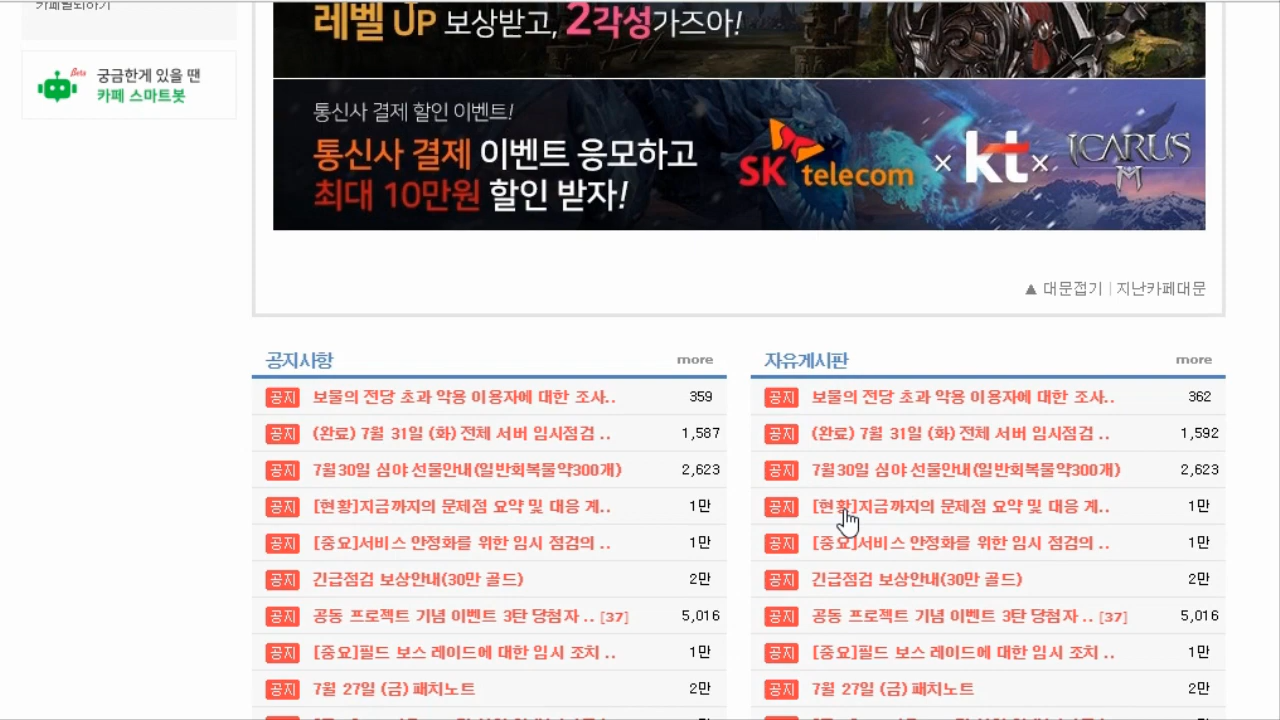 카페탈퇴하기
Beta
궁금한게 있을 땐
카페 스마트봇
레벨 UP 보상받고, 2각성가즈아!
통신사 결제 할인 이벤트!
통신사 결제 이벤트 응모하고
최대 10만원 할인 받자!
SK telecom × kt × ICARUS M
▲ 대문접기 | 지난카페대문
공지사항 more
공지 보물의 전당 초과 악용 이용자에 대한 조사.. 359
공지 (완료) 7월 31일 (화) 전체 서버 임시점검 .. 1,587
공지 7월30일 심야 선물안내(일반회복물약300개) 2,623
공지 [현황]지금까지의 문제점 요약 및 대응 계.. 1만
공지 [중요]서비스 안정화를 위한 임시 점검의 .. 1만
공지 긴급점검 보상안내(30만 골드) 2만
공지 공동 프로젝트 기념 이벤트 3탄 당첨자 .. [37] 5,016
공지 [중요]필드 보스 레이드에 대한 임시 조치 .. 1만
공지 7월 27일 (금) 패치노트 2만
자유게시판 more
공지 보물의 전당 초과 악용 이용자에 대한 조사.. 362
공지 (완료) 7월 31일 (화) 전체 서버 임시점검 .. 1,592
공지 7월30일 심야 선물안내(일반회복물약300개) 2,623
공지 [현황]지금까지의 문제점 요약 및 대응 계.. 1만
공지 [중요]서비스 안정화를 위한 임시 점검의 .. 1만
공지 긴급점검 보상안내(30만 골드) 2만
공지 공동 프로젝트 기념 이벤트 3탄 당첨자 .. [37] 5,016
공지 [중요]필드 보스 레이드에 대한 임시 조치 .. 1만
공지 7월 27일 (금) 패치노트 2만